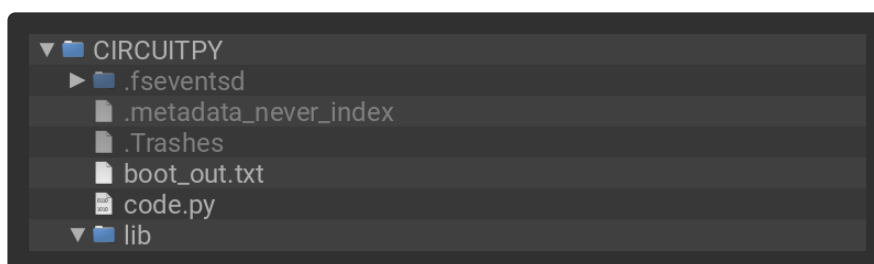 CIRCUITPY
.fseventsd
.metadata_never_index
.Trashes
boot_out.txt
code.py
lib